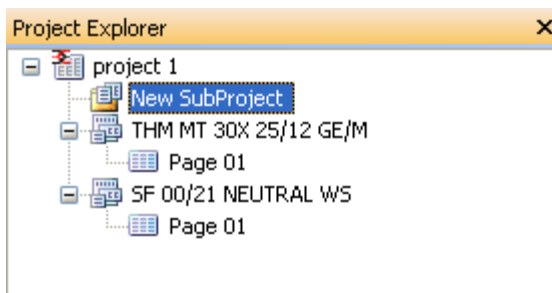 Project Explorer
project 1
New SubProject
THM MT 30X 25/12 GE/M
Page 01
SF 00/21 NEUTRAL WS
Page 01